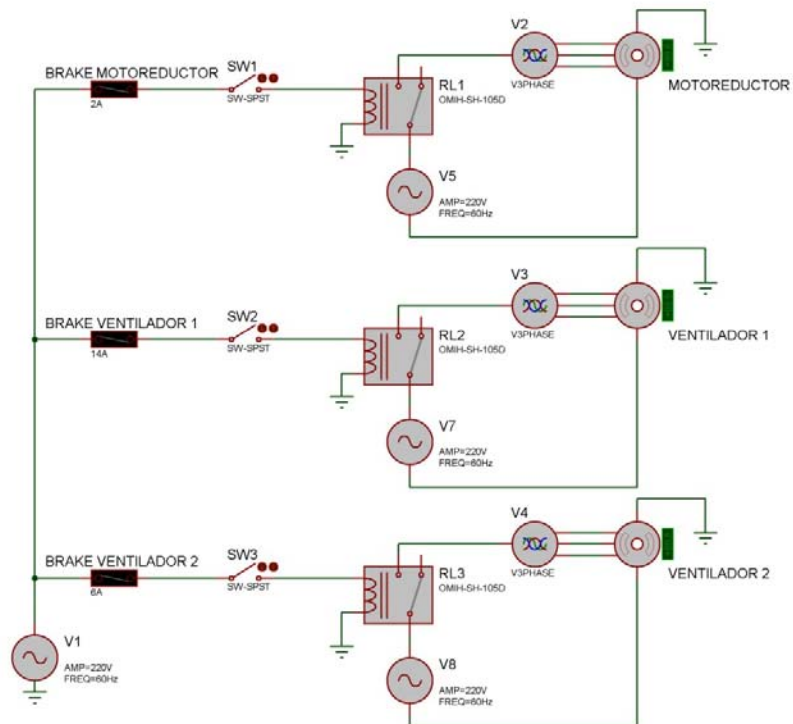 BRAKE MOTOREDUCTOR
2A
SW1
SW-SPST
RL1
OMIH-SH-105D
V2
V3PHASE
MOTOREDUCTOR
V5
AMP=220V
FREQ=60Hz
BRAKE VENTILADOR 1
14A
SW2
SW-SPST
RL2
OMIH-SH-105D
V3
V3PHASE
VENTILADOR 1
V7
AMP=220V
FREQ=60Hz
BRAKE VENTILADOR 2
6A
SW3
SW-SPST
RL3
OMIH-SH-105D
V4
V3PHASE
VENTILADOR 2
V1
AMP=220V
FREQ=60Hz
V8
AMP=220V
FREQ=60Hz